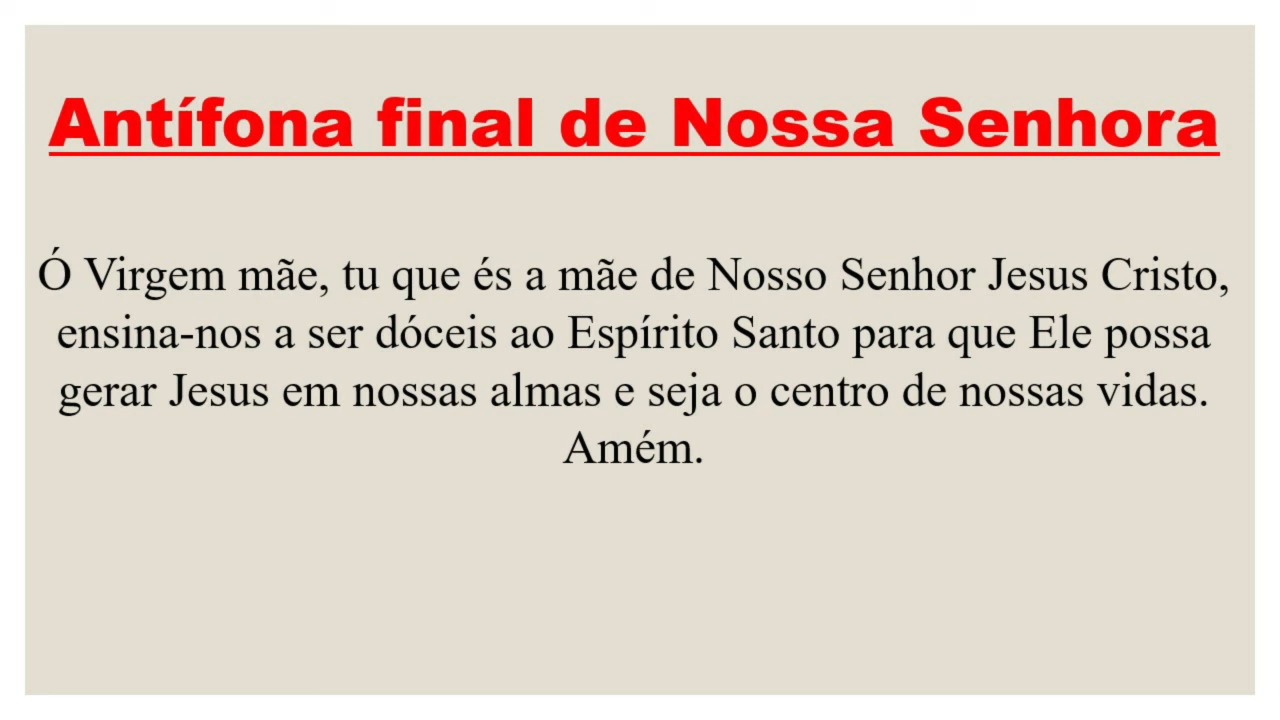 Antífona final de Nossa Senhora
Ó Virgem mãe, tu que és a mãe de Nosso Senhor Jesus Cristo,
ensina-nos a ser dóceis ao Espírito Santo para que Ele possa
gerar Jesus em nossas almas e seja o centro de nossas vidas.
Amém.